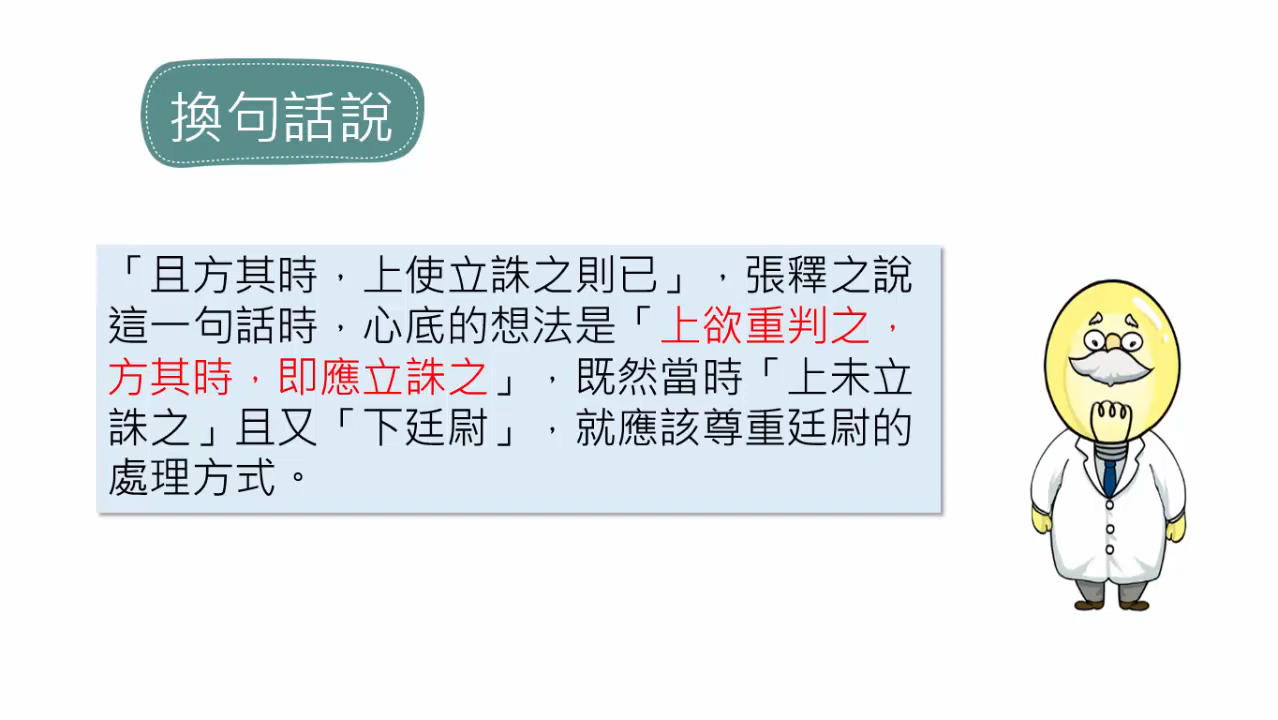 換句話說
「且方其時，上使立誅之則已」，張釋之說
這一句話時，心底的想法是「上欲重判之，
方其時，即應立誅之」，既然當時「上未立
誅之」且又「下廷尉」，就應該尊重廷尉的
處理方式。